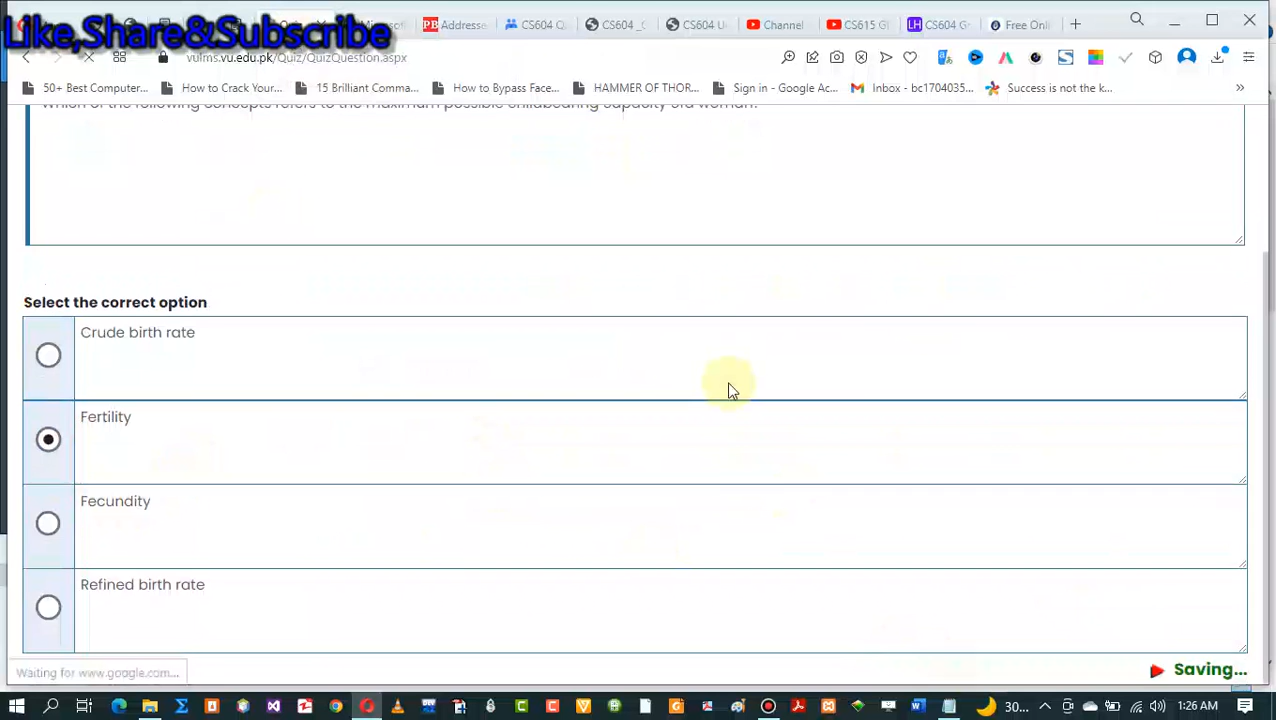 Like,Share&Subscribe
Microsof
Addresse
CS604 Q
CS604 _
CS604 U
Channel
CS615 GI
CS604 G
Free Onl
vulms.vu.edu.pk/Quiz/QuizQuestion.aspx
50+ Best Computer...
How to Crack Your...
15 Brilliant Comma...
How to Bypass Face...
HAMMER OF THOR...
Sign in - Google Ac...
Inbox - bc1704035...
Success is not the k...
Which of the following concepts refers to the maximum possible childbearing capacity of a woman?
Select the correct option
Crude birth rate
Fertility
Fecundity
Refined birth rate
Waiting for www.google.com...
Saving...
30...
1:26 AM